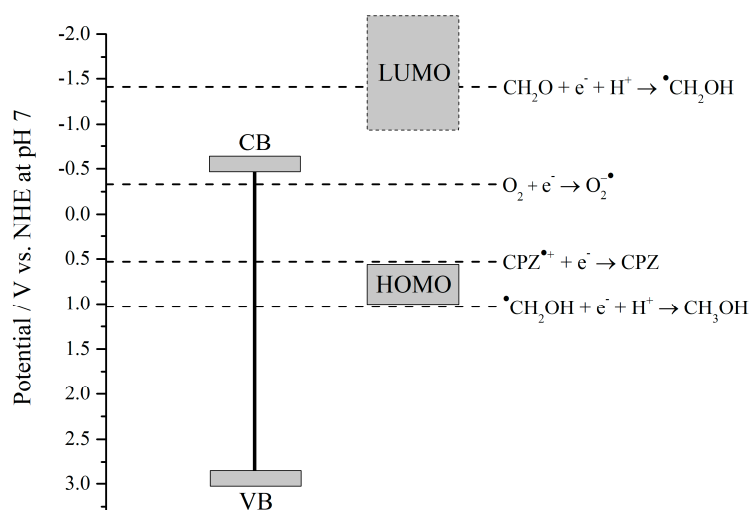 Potential / V vs. NHE at pH 7
-2.0
-1.5
-1.0
-0.5
0.0
0.5
1.0
1.5
2.0
2.5
3.0
CB
VB
LUMO
HOMO
CH₂O + e⁻ + H⁺ → •CH₂OH
O₂ + e⁻ → O₂⁻•
CPZ•⁺ + e⁻ → CPZ
•CH₂OH + e⁻ + H⁺ → CH₃OH